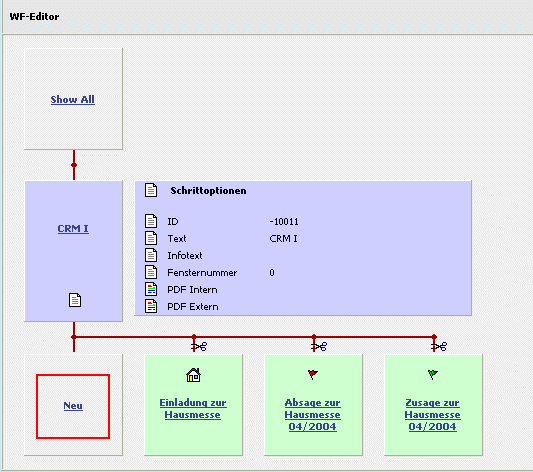 WF-Editor
Show All
CRM I
Schrittoptionen
ID -10011
Text CRM I
Infotext
Fensternummer 0
PDF Intern
PDF Extern
Neu
Einladung zur
Hausmesse
Absage zur
Hausmesse
04/2004
Zusage zur
Hausmesse
04/2004